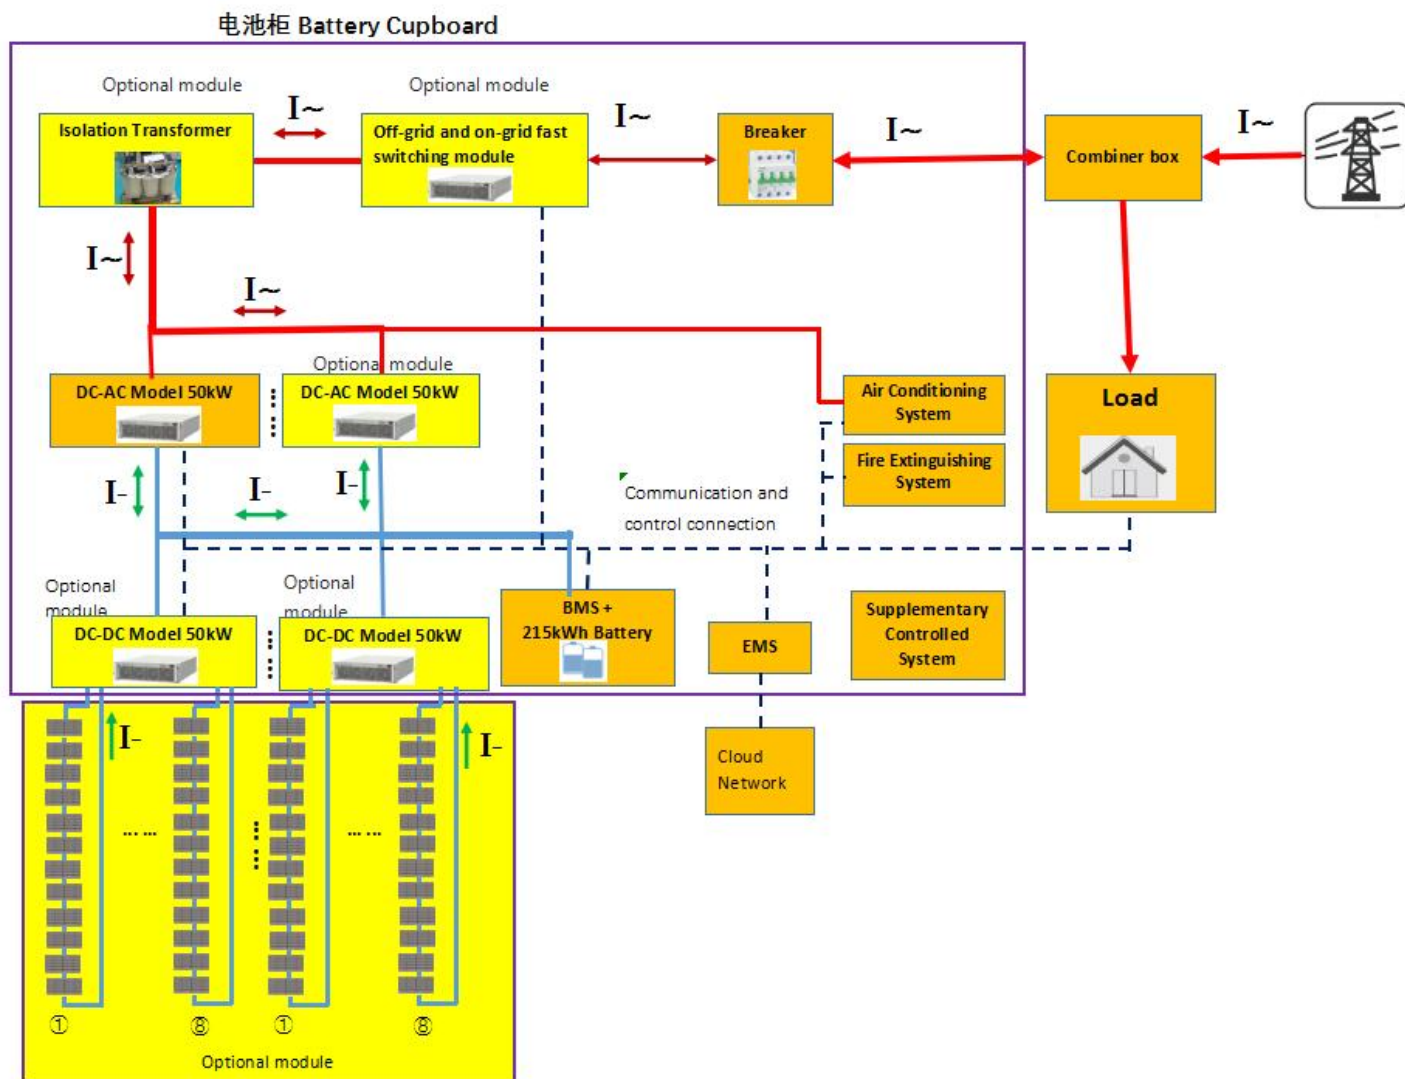 电池柜 Battery Cupboard
Optional module
Optional module
Isolation Transformer
I~
Off-grid and on-grid fast
switching module
I~
Breaker
I~
Combiner box
I~
I~
I~
Optional module
DC-AC Model 50kW
DC-AC Model 50kW
Air Conditioning
System
Load
Fire Extinguishing
System
I-
I-
I-
Communication and
control connection
Optional
module
Optional
module
DC-DC Model 50kW
DC-DC Model 50kW
BMS +
215kWh Battery
EMS
Supplementary
Controlled
System
I-
I-
Cloud
Network
... ...
... ...
①
⑧
①
⑧
Optional module